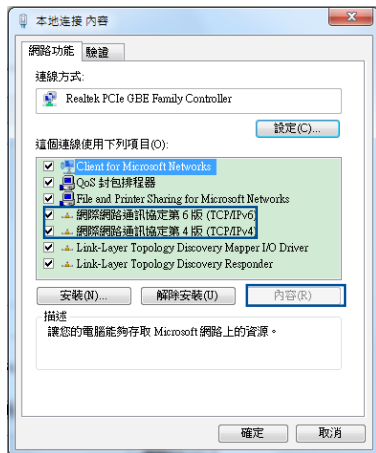 本地连接 內容
網路功能 驗證
連線方式:
Realtek PCIe GBE Family Controller
設定(C)...
這個連線使用下列項目(O):
Client for Microsoft Networks
QoS 封包排程器
File and Printer Sharing for Microsoft Networks
網際網路通訊協定第 6 版 (TCP/IPv6)
網際網路通訊協定第 4 版 (TCP/IPv4)
Link-Layer Topology Discovery Mapper I/O Driver
Link-Layer Topology Discovery Responder
安裝(N)... 解除安裝(U) 內容(R)
描述
讓您的電腦能夠存取 Microsoft 網路上的資源。
確定 取消